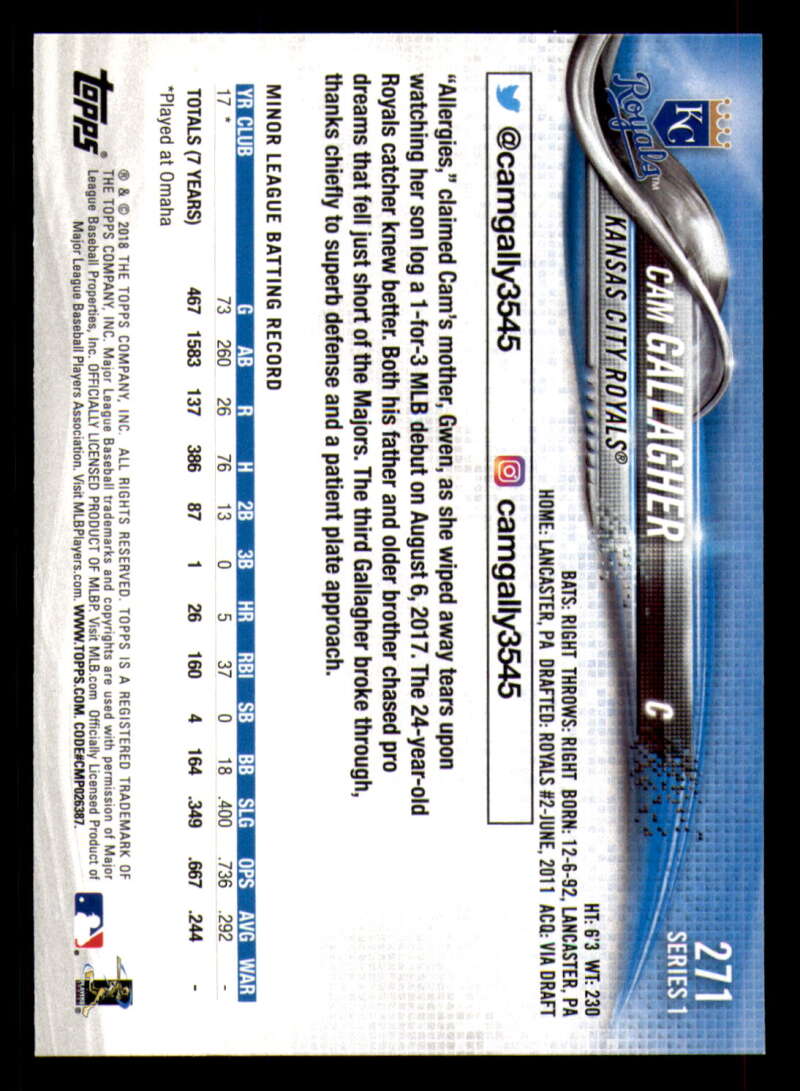 271
SERIES 1
KC
Royals™
CAM GALLAGHER C
KANSAS CITY ROYALS®
HT: 6'3 WT: 230
BATS: RIGHT THROWS: RIGHT BORN: 12-6-92, LANCASTER, PA
HOME: LANCASTER, PA DRAFTED: ROYALS #2-JUNE, 2011 ACQ: VIA DRAFT
@camgally3545 camgally3545
“Allergies,” claimed Cam’s mother, Gwen, as she wiped away tears upon
watching her son log a 1-for-3 MLB debut on August 6, 2017. The 24-year-old
Royals catcher knew better. Both his father and older brother chased pro
dreams that fell just short of the Majors. The third Gallagher broke through,
thanks chiefly to superb defense and a patient plate approach.
MINOR LEAGUE BATTING RECORD
YR CLUB G AB R H 2B 3B HR RBI SB BB SLG OPS AVG WAR
17 * 73 260 26 76 13 0 5 37 0 18 .400 .736 .292 -
TOTALS (7 YEARS) 467 1583 137 386 87 1 26 160 4 164 .349 .667 .244 -
*Played at Omaha
topps®
® & © 2018 THE TOPPS COMPANY, INC. ALL RIGHTS RESERVED. TOPPS IS A REGISTERED TRADEMARK OF
THE TOPPS COMPANY, INC. Major League Baseball trademarks and copyrights are used with permission of Major
League Baseball Properties, Inc. OFFICIALLY LICENSED PRODUCT OF MLBP. Visit MLB.com Officially Licensed Product of
Major League Baseball Players Association. Visit MLBPlayers.com. WWW.TOPPS.COM. CODE#CMP026387.